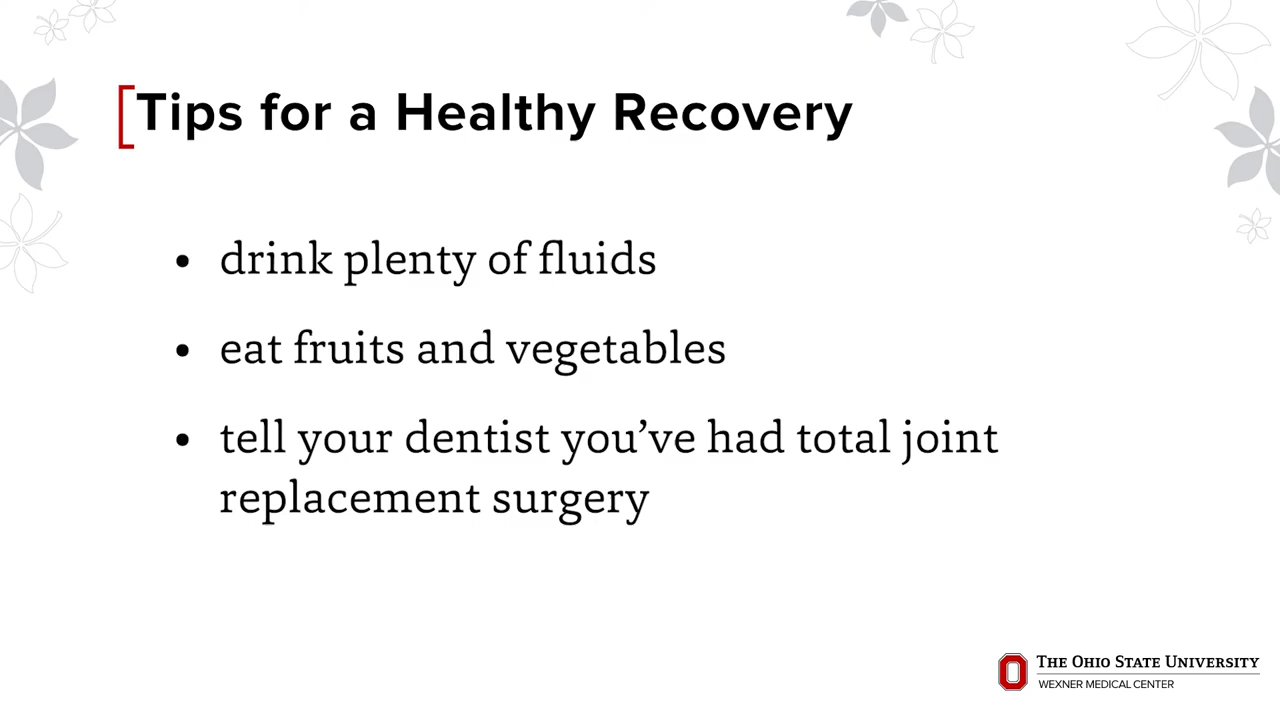 Tips for a Healthy Recovery
• drink plenty of fluids
• eat fruits and vegetables
• tell your dentist you’ve had total joint
replacement surgery
THE OHIO STATE UNIVERSITY
WEXNER MEDICAL CENTER